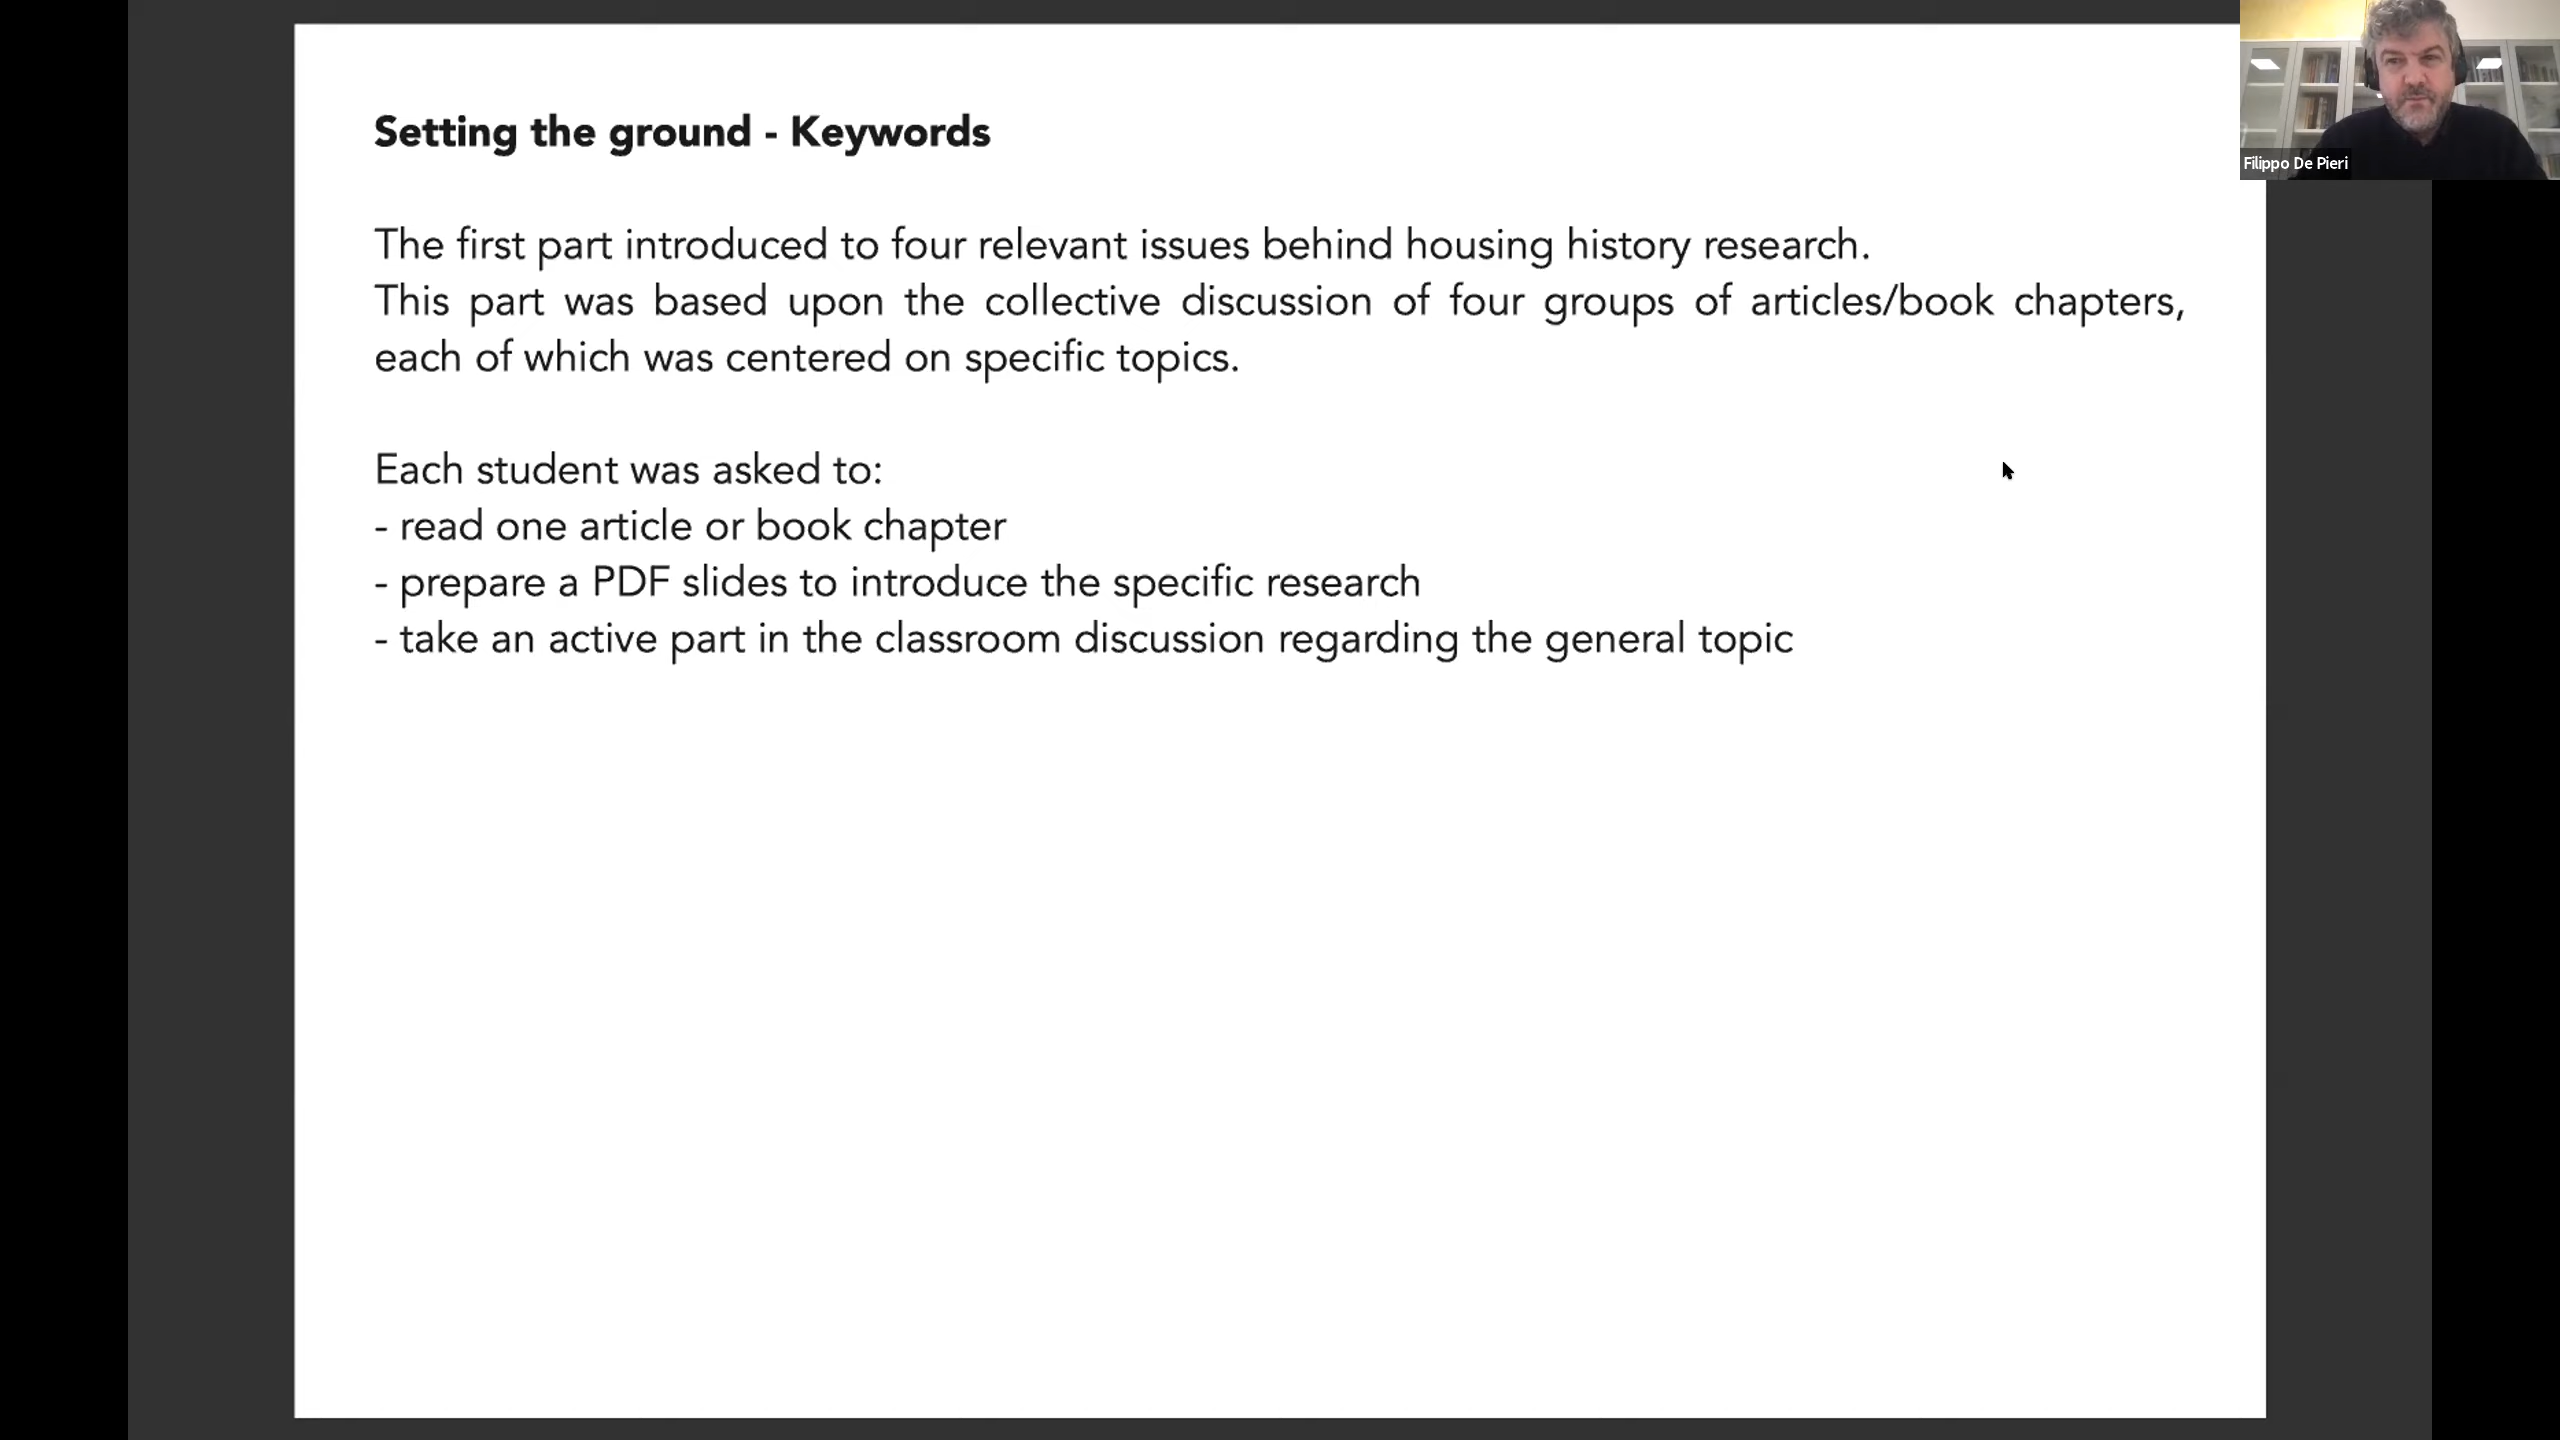 Setting the ground - Keywords
The first part introduced to four relevant issues behind housing history research.
This part was based upon the collective discussion of four groups of articles/book chapters,
each of which was centered on specific topics.
Each student was asked to:
- read one article or book chapter
- prepare a PDF slides to introduce the specific research
- take an active part in the classroom discussion regarding the general topic
Filippo De Pieri